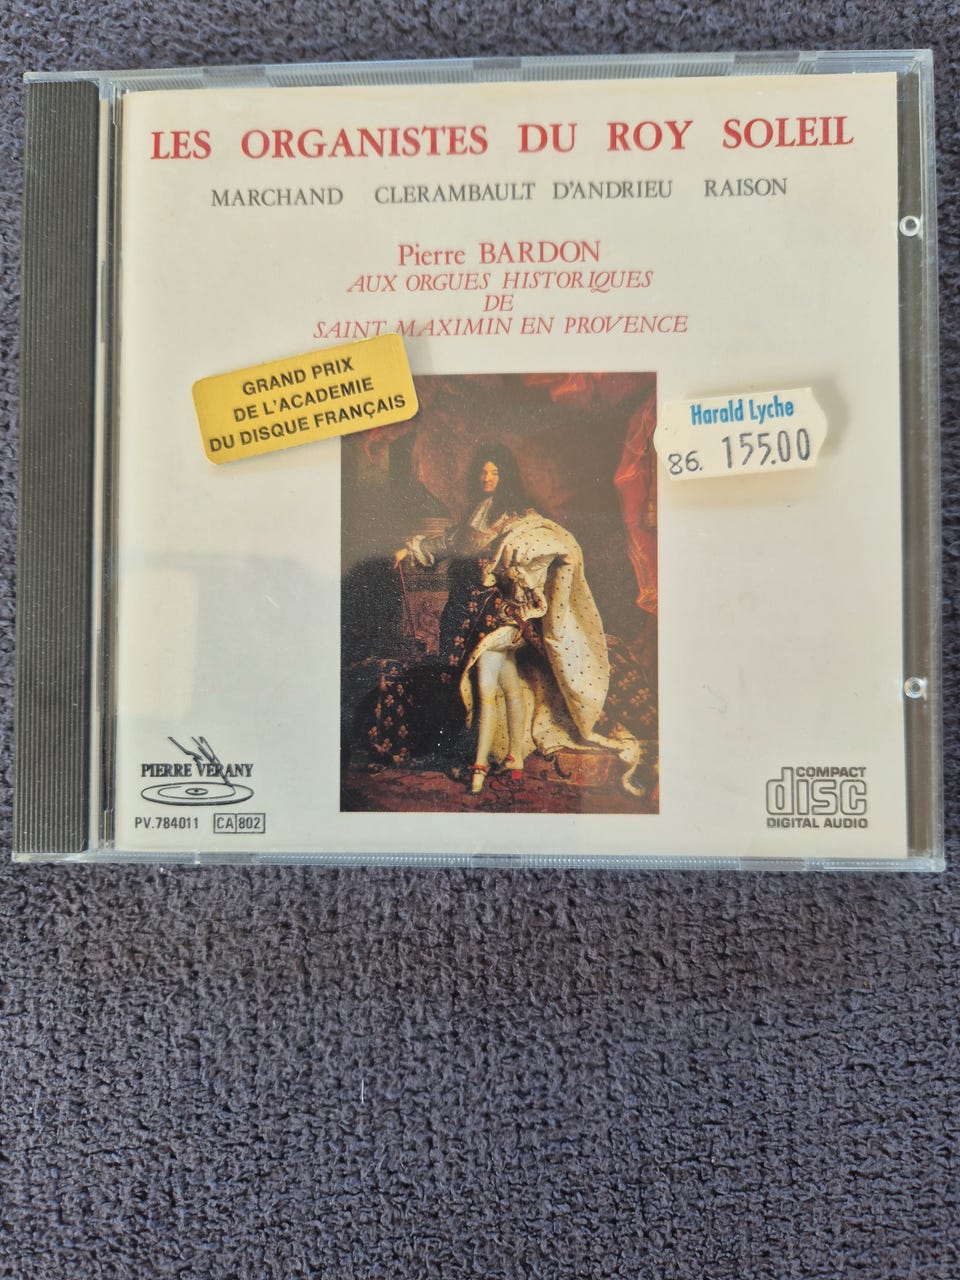 LES ORGANISTES DU ROY SOLEIL
MARCHAND CLERAMBAULT D'ANDRIEU RAISON
Pierre BARDON
AUX ORGUES HISTORIQUES
DE
SAINT MAXIMIN EN PROVENCE
GRAND PRIX
DE L'ACADEMIE
DU DISQUE FRANÇAIS
Harald Lyche
86. 155.00
PIERRE VERANY
PV.784011 CA 802
COMPACT
disc
DIGITAL AUDIO